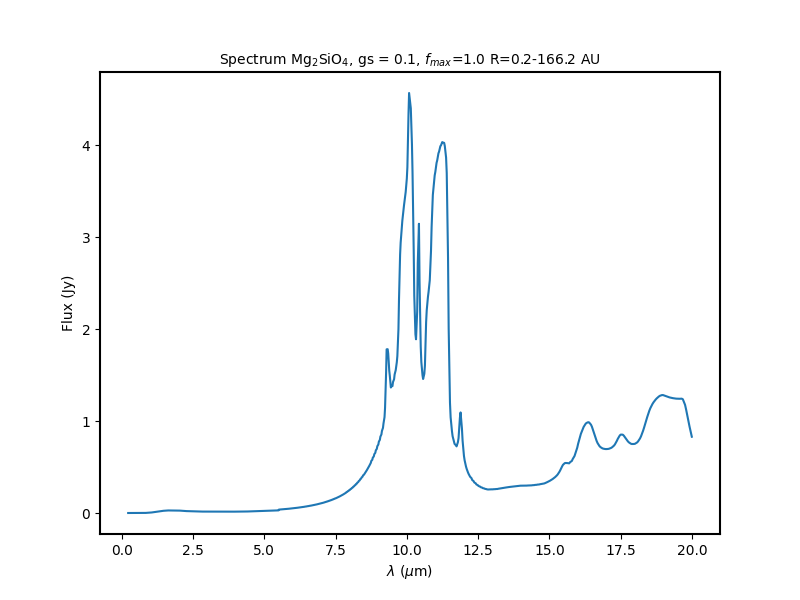 Spectrum Mg₂SiO₄, gs = 0.1, fₘₐₓ=1.0 R=0.2-166.2 AU
4
3
2
1
0
Flux (Jy)
0.0 2.5 5.0 7.5 10.0 12.5 15.0 17.5 20.0
λ (μm)